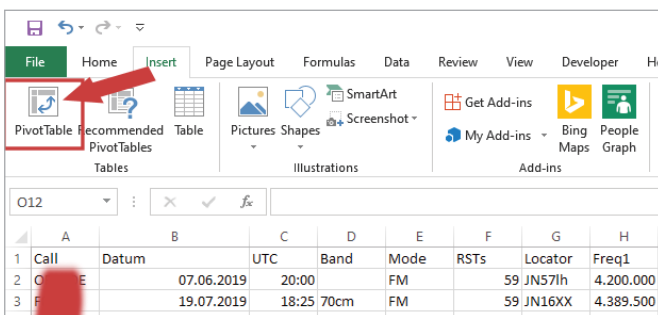 File Home Insert Page Layout Formulas Data Review View Developer
PivotTable Recommended PivotTables Table Pictures Shapes SmartArt Screenshot Get Add-ins My Add-ins Bing Maps People Graph
Tables Illustrations Add-ins
O12 fx
A B C D E F G H
1 Call Datum UTC Band Mode RSTs Locator Freq1
2 07.06.2019 20:00 FM 59 JN57lh 4.200.000
3 19.07.2019 18:25 70cm FM 59 JN16XX 4.389.500